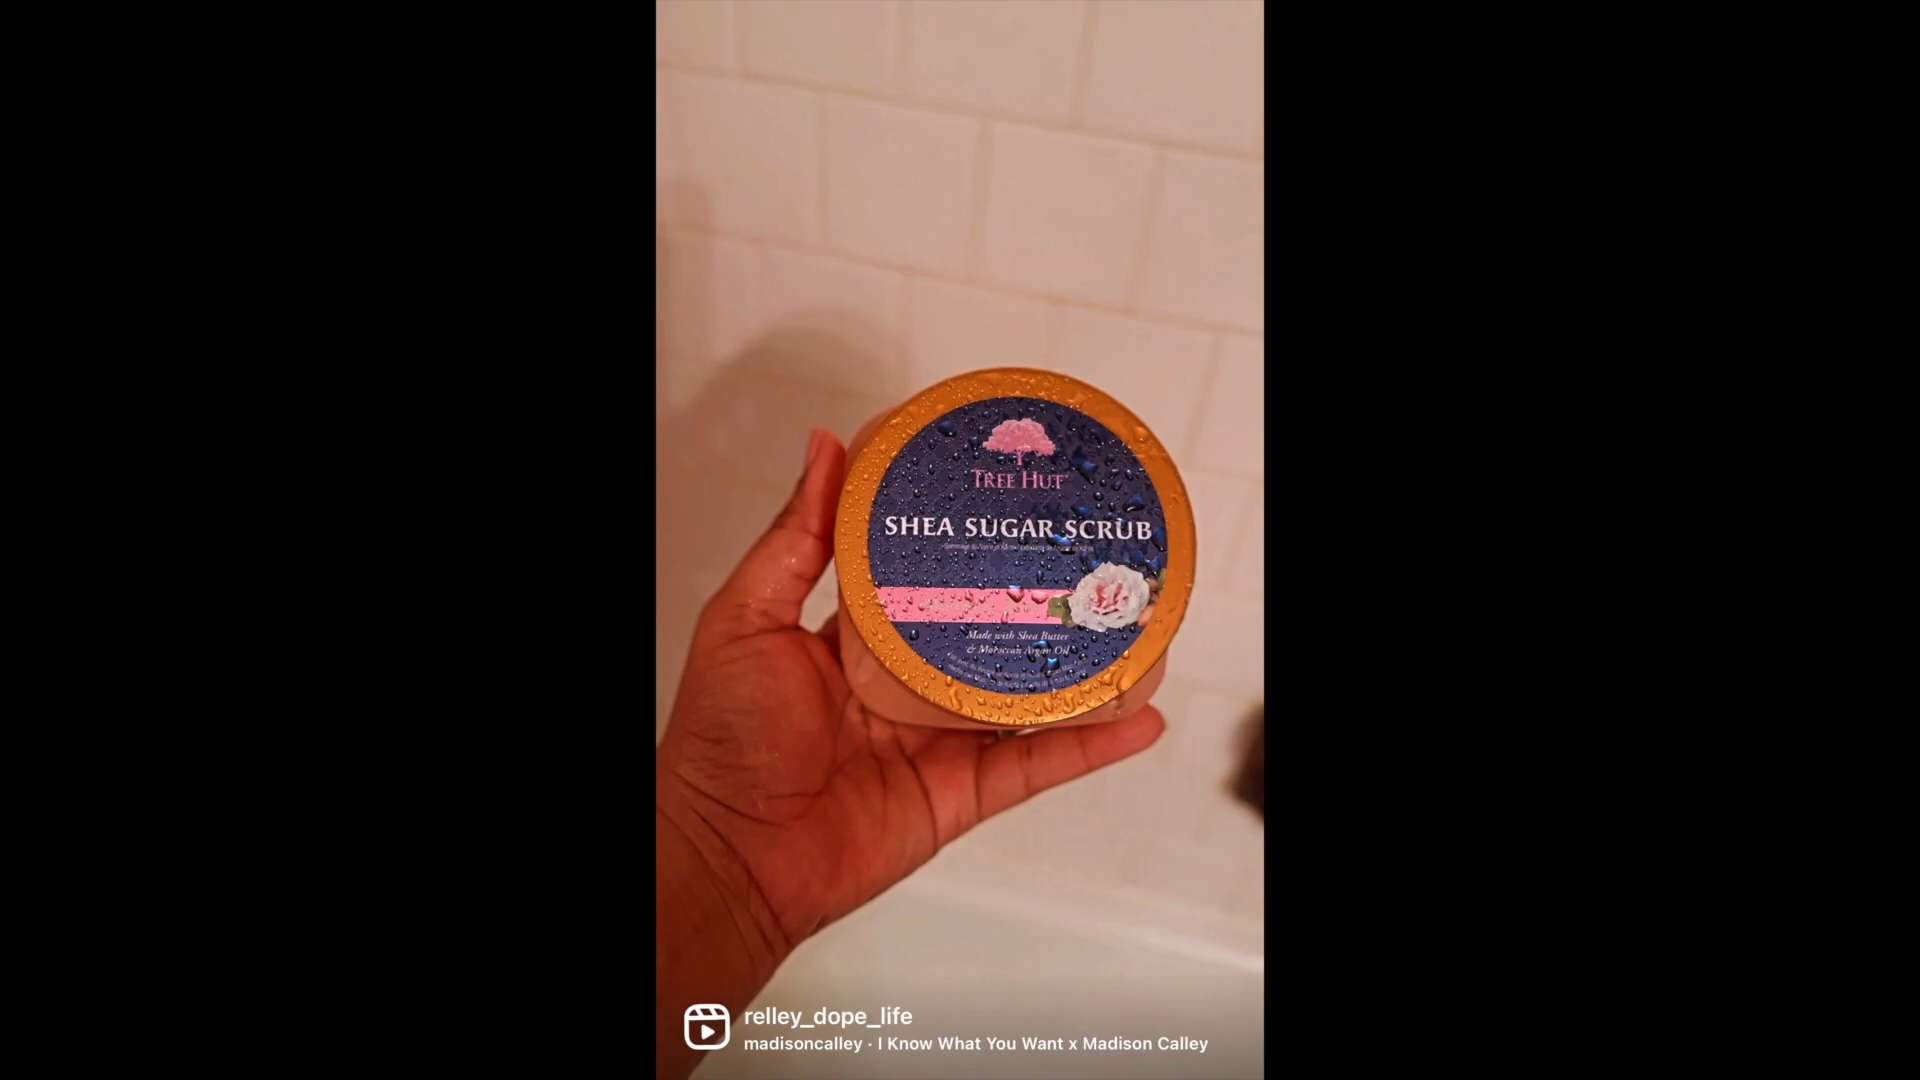 TREE HUT
SHEA SUGAR SCRUB
Made with Shea Butter
& Moroccan Argan Oil
relley_dope_life
madisoncalley · I Know What You Want x Madison Calley